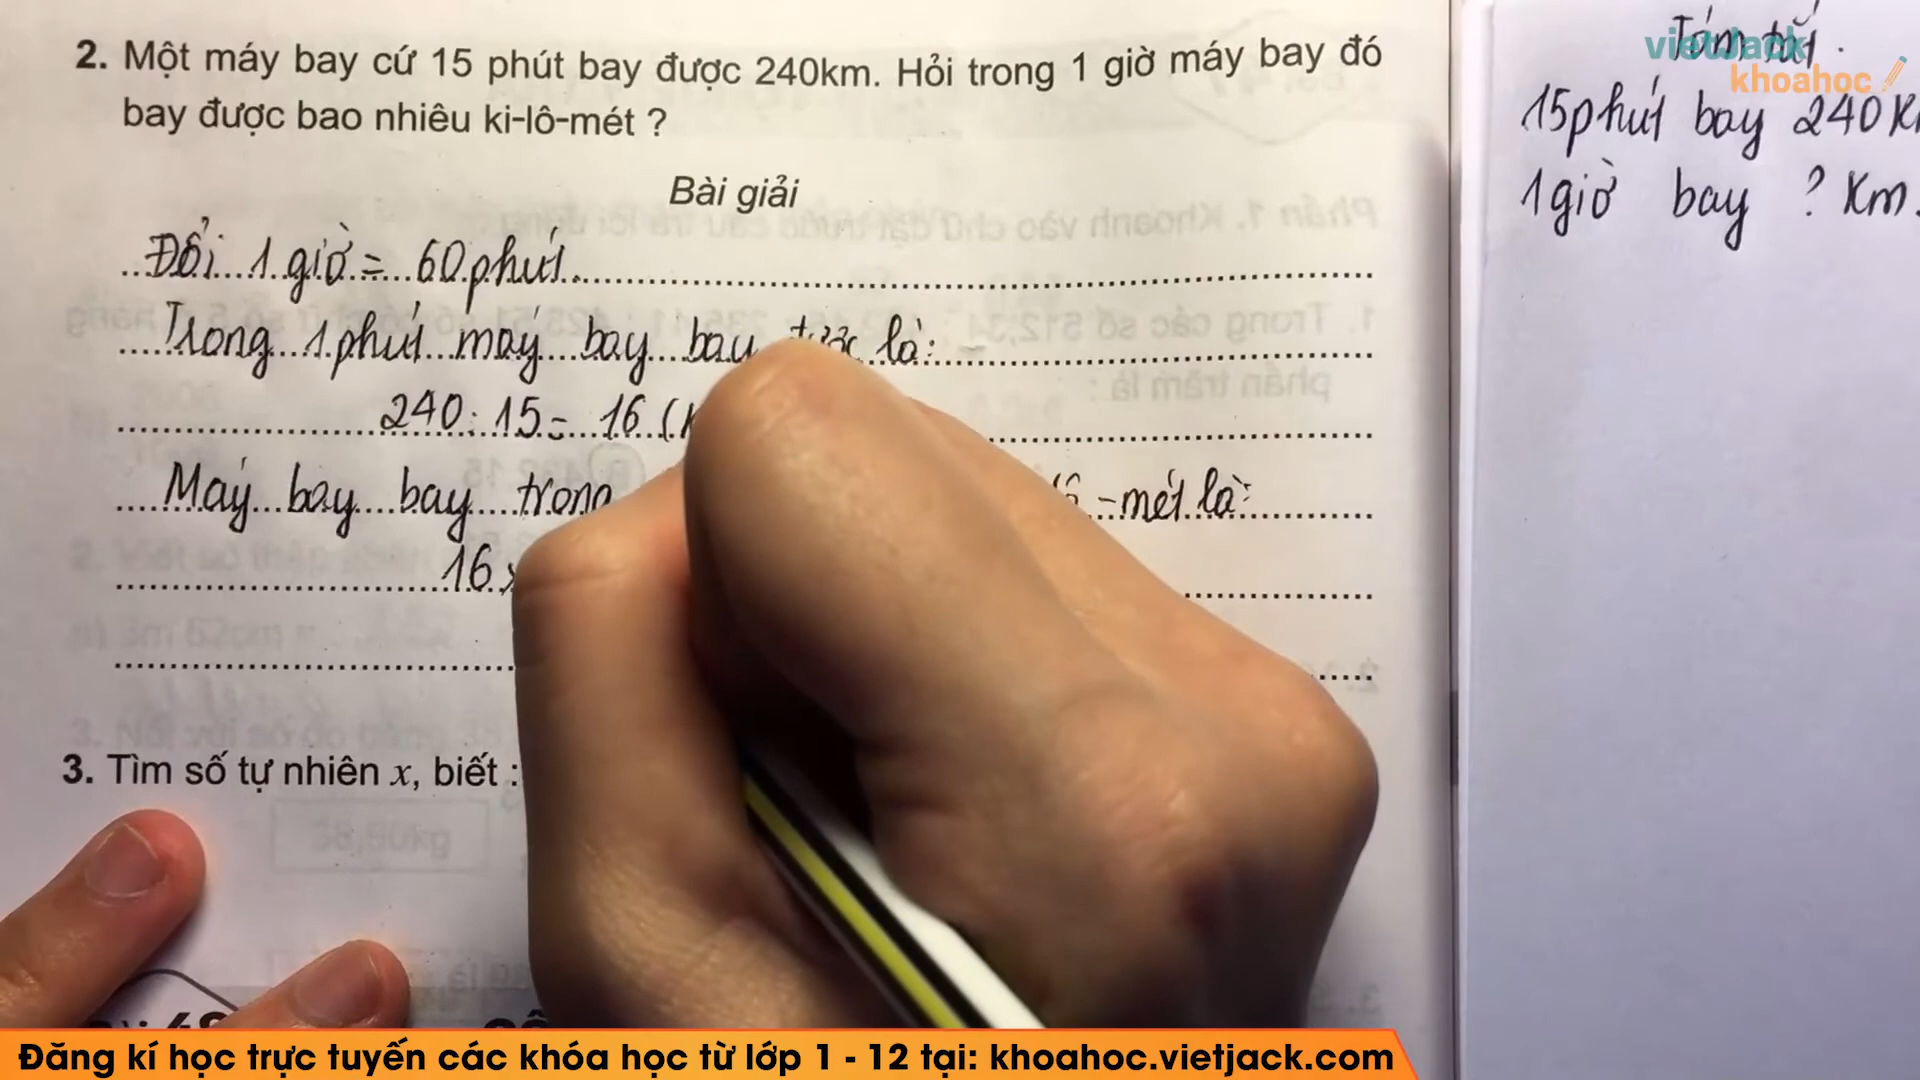 2. Một máy bay cứ 15 phút bay được 240km. Hỏi trong 1 giờ máy bay đó
bay được bao nhiêu ki-lô-mét ?
Bài giải
Đổi 1 giờ = 60 phút
Trong 1 phút máy bay bay được là:
240 : 15 = 16 (
Máy bay bay trong
-mét là:
16 x
3. Tìm số tự nhiên x, biết :
Tóm tắt.
vietJack
khoahoc
15 phút bay 240 K
1 giờ bay ? Km.
Đăng kí học trực tuyến các khóa học từ lớp 1 - 12 tại: khoahoc.vietjack.com